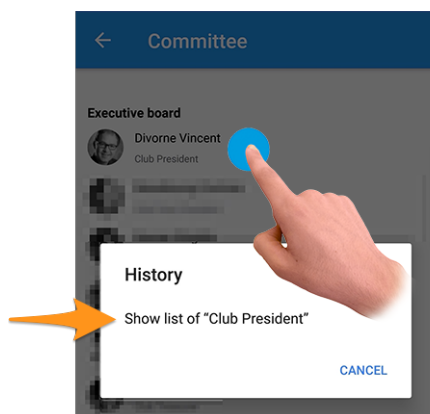 Committee
Executive board
Divorne Vincent
Club President
History
Show list of “Club President”
CANCEL